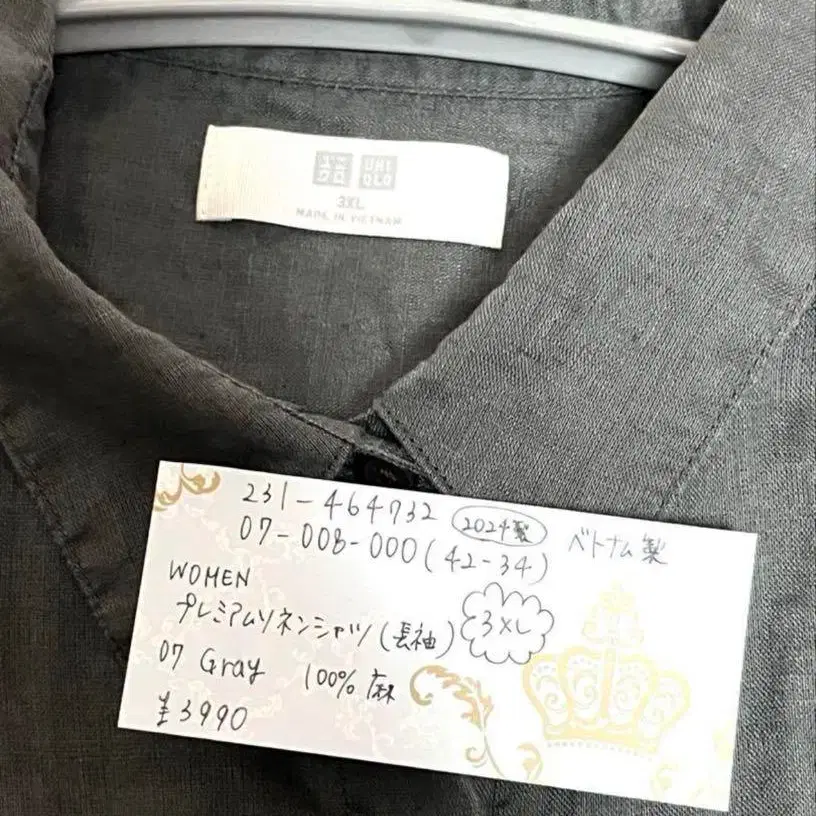 ユニ UNI
クロ QLO
3XL
MADE IN VIETNAM
231-464732 2024製 ベトナム製
07-008-000(42-34)
WOMEN
プレミアムリネンシャツ(長袖) 3XL
07 Gray 100% 麻
¥3990